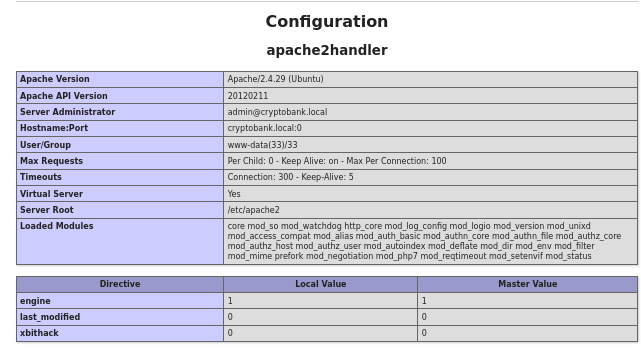 Configuration
apache2handler
Apache Version Apache/2.4.29 (Ubuntu)
Apache API Version 20120211
Server Administrator admin@cryptobank.local
Hostname:Port cryptobank.local:0
User/Group www-data(33)/33
Max Requests Per Child: 0 - Keep Alive: on - Max Per Connection: 100
Timeouts Connection: 300 - Keep-Alive: 5
Virtual Server Yes
Server Root /etc/apache2
Loaded Modules core mod_so mod_watchdog http_core mod_log_config mod_logio mod_version mod_unixd
mod_access_compat mod_alias mod_auth_basic mod_authn_core mod_authn_file mod_authz_core
mod_authz_host mod_authz_user mod_autoindex mod_deflate mod_dir mod_env mod_filter
mod_mime prefork mod_negotiation mod_php7 mod_reqtimeout mod_setenvif mod_status
Directive Local Value Master Value
engine 1 1
last_modified 0 0
xbithack 0 0